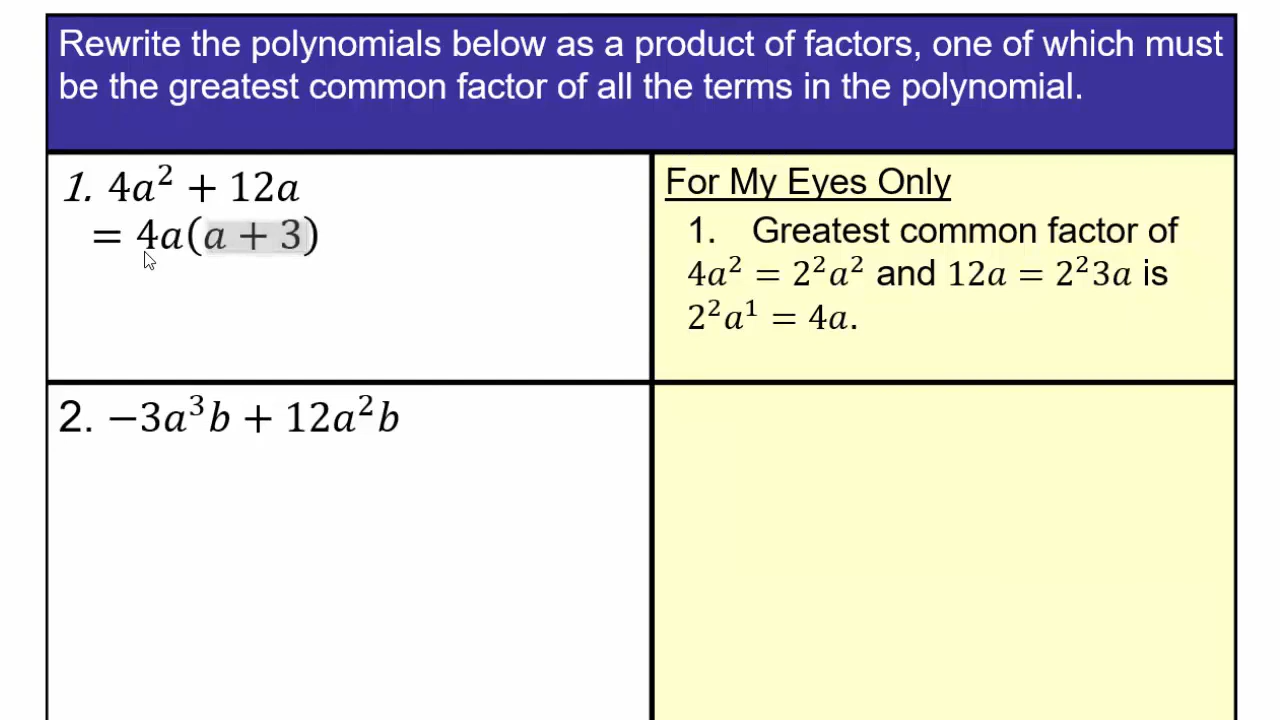 Rewrite the polynomials below as a product of factors, one of which must
be the greatest common factor of all the terms in the polynomial.
1. 4a² + 12a
= 4a(a + 3)
For My Eyes Only
1. Greatest common factor of
4a² = 2²a² and 12a = 2²3a is
2²a¹ = 4a.
2. −3a³b + 12a²b